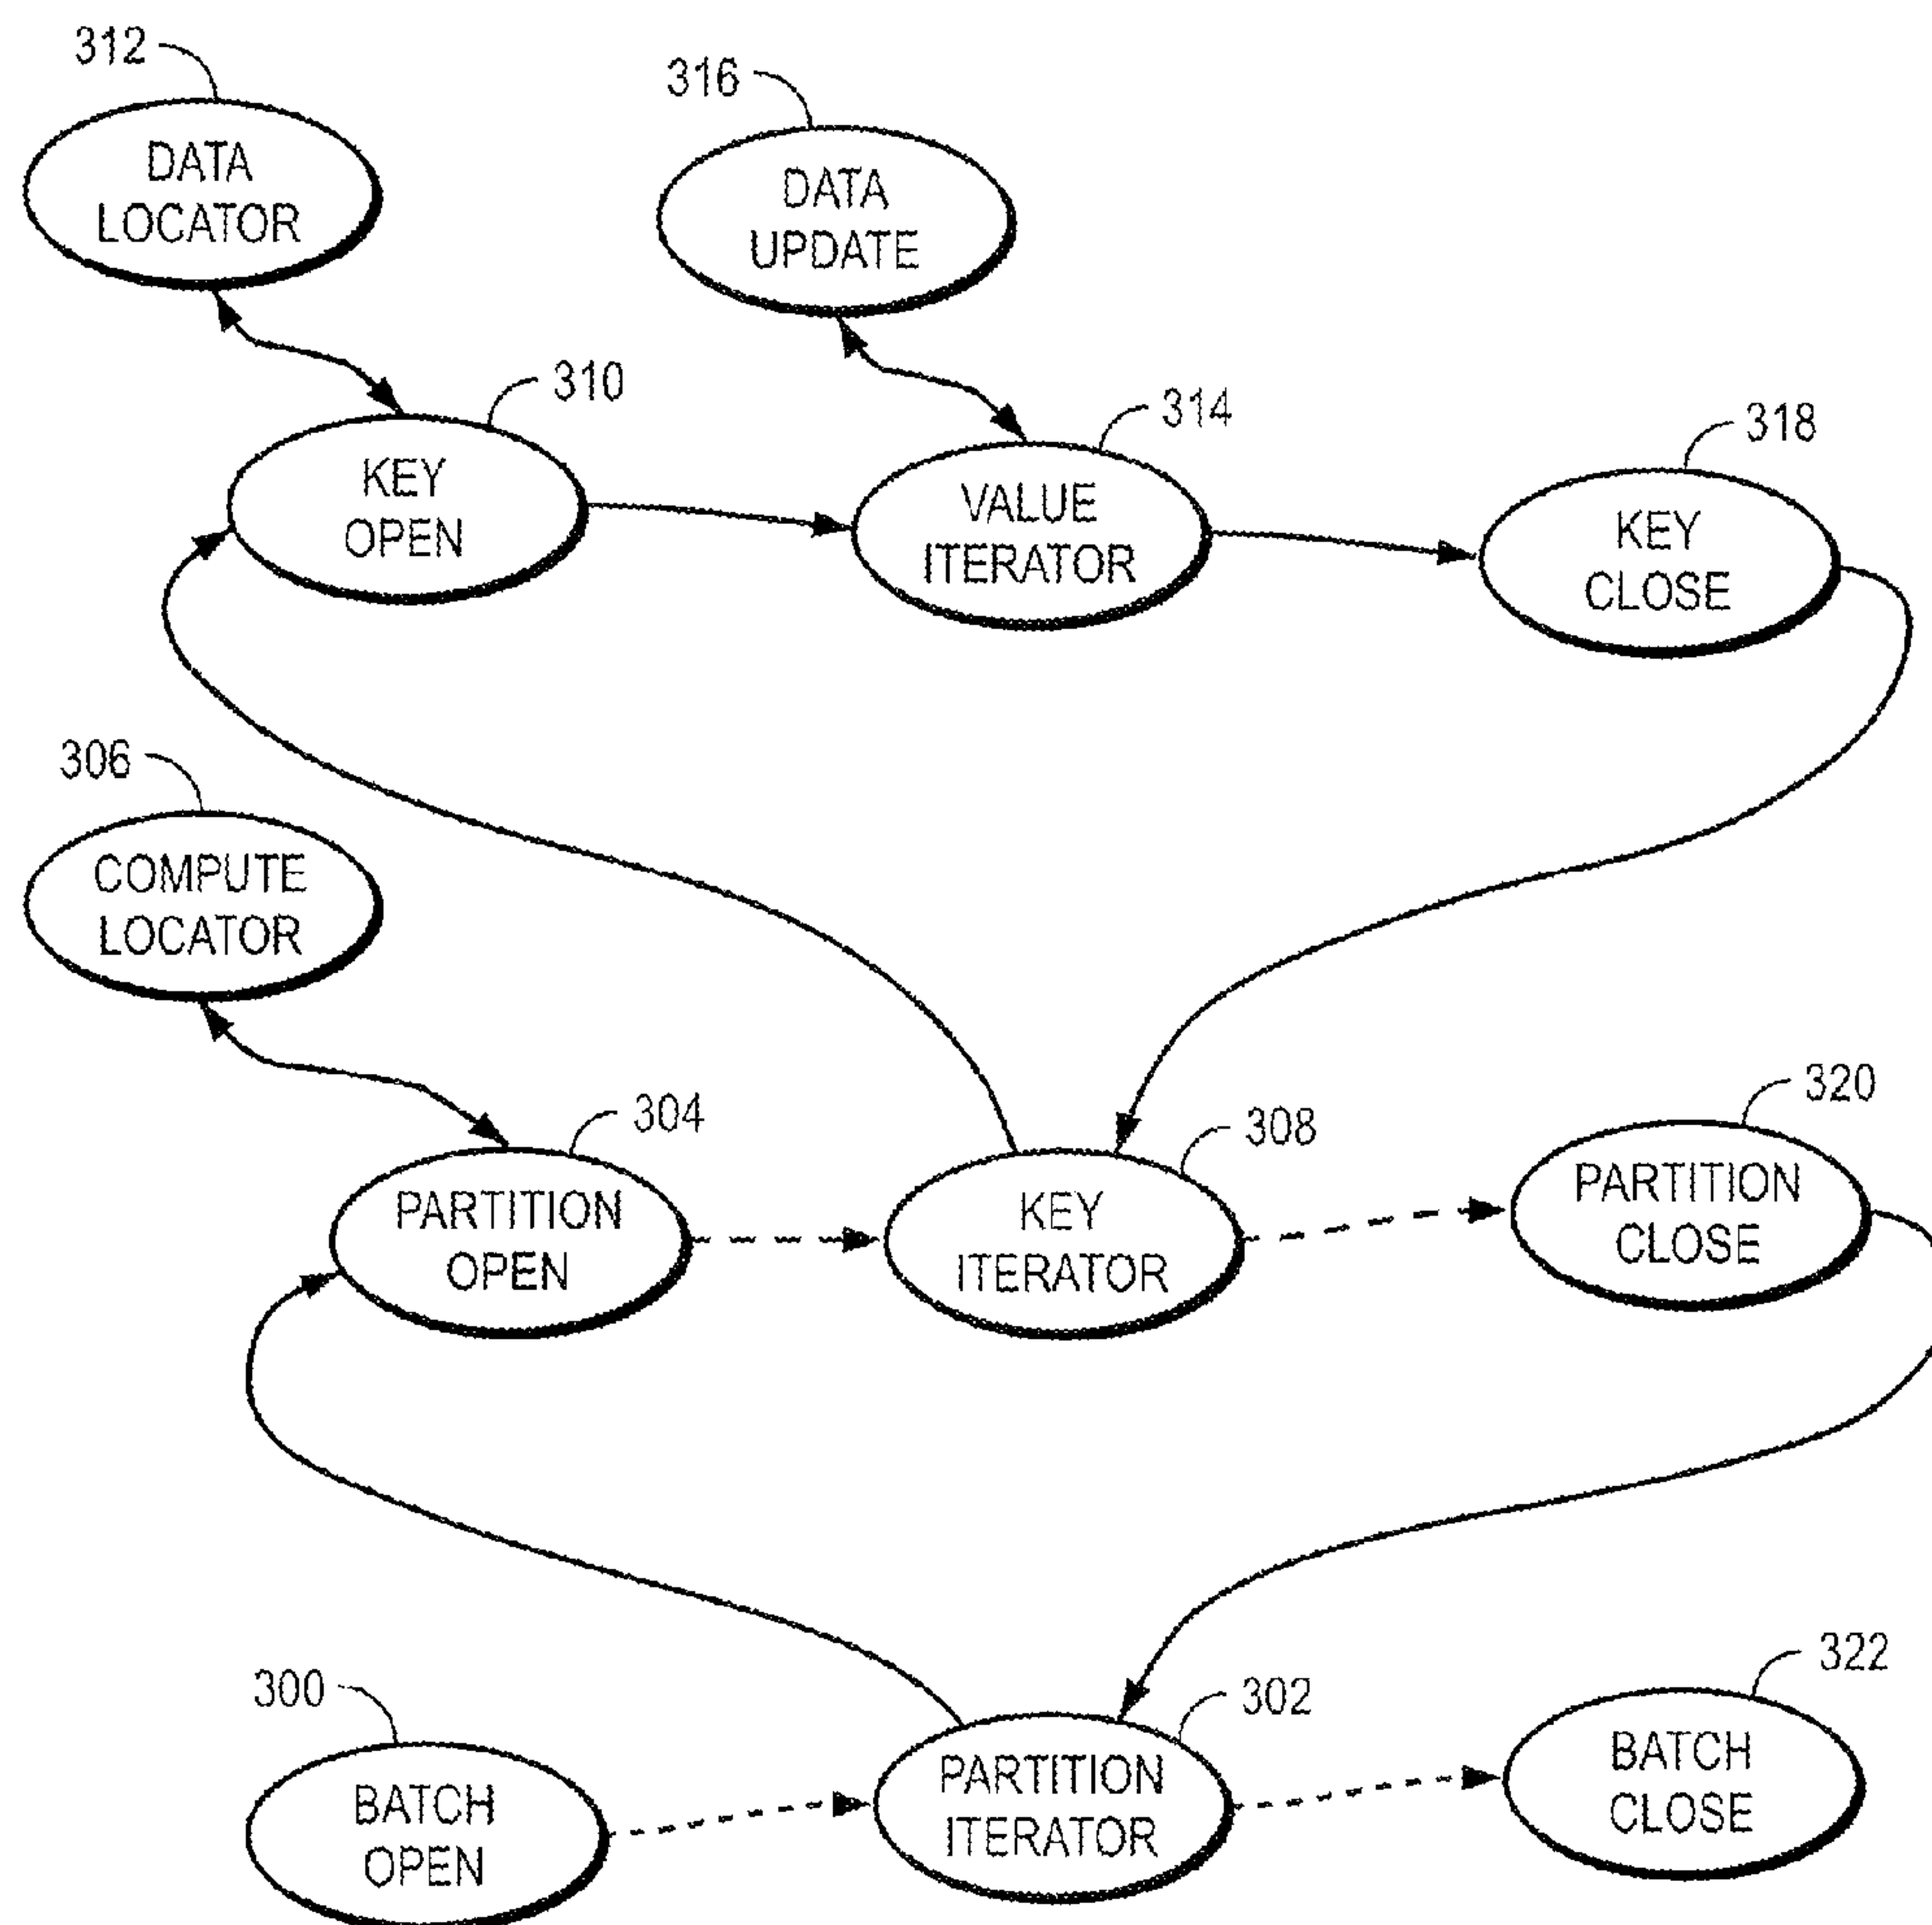 312
316
DATA
LOCATOR
DATA
UPDATE
310
314
318
KEY
OPEN
VALUE
ITERATOR
KEY
CLOSE
306
COMPUTE
LOCATOR
304
308
320
PARTITION
OPEN
KEY
ITERATOR
PARTITION
CLOSE
300
302
322
BATCH
OPEN
PARTITION
ITERATOR
BATCH
CLOSE